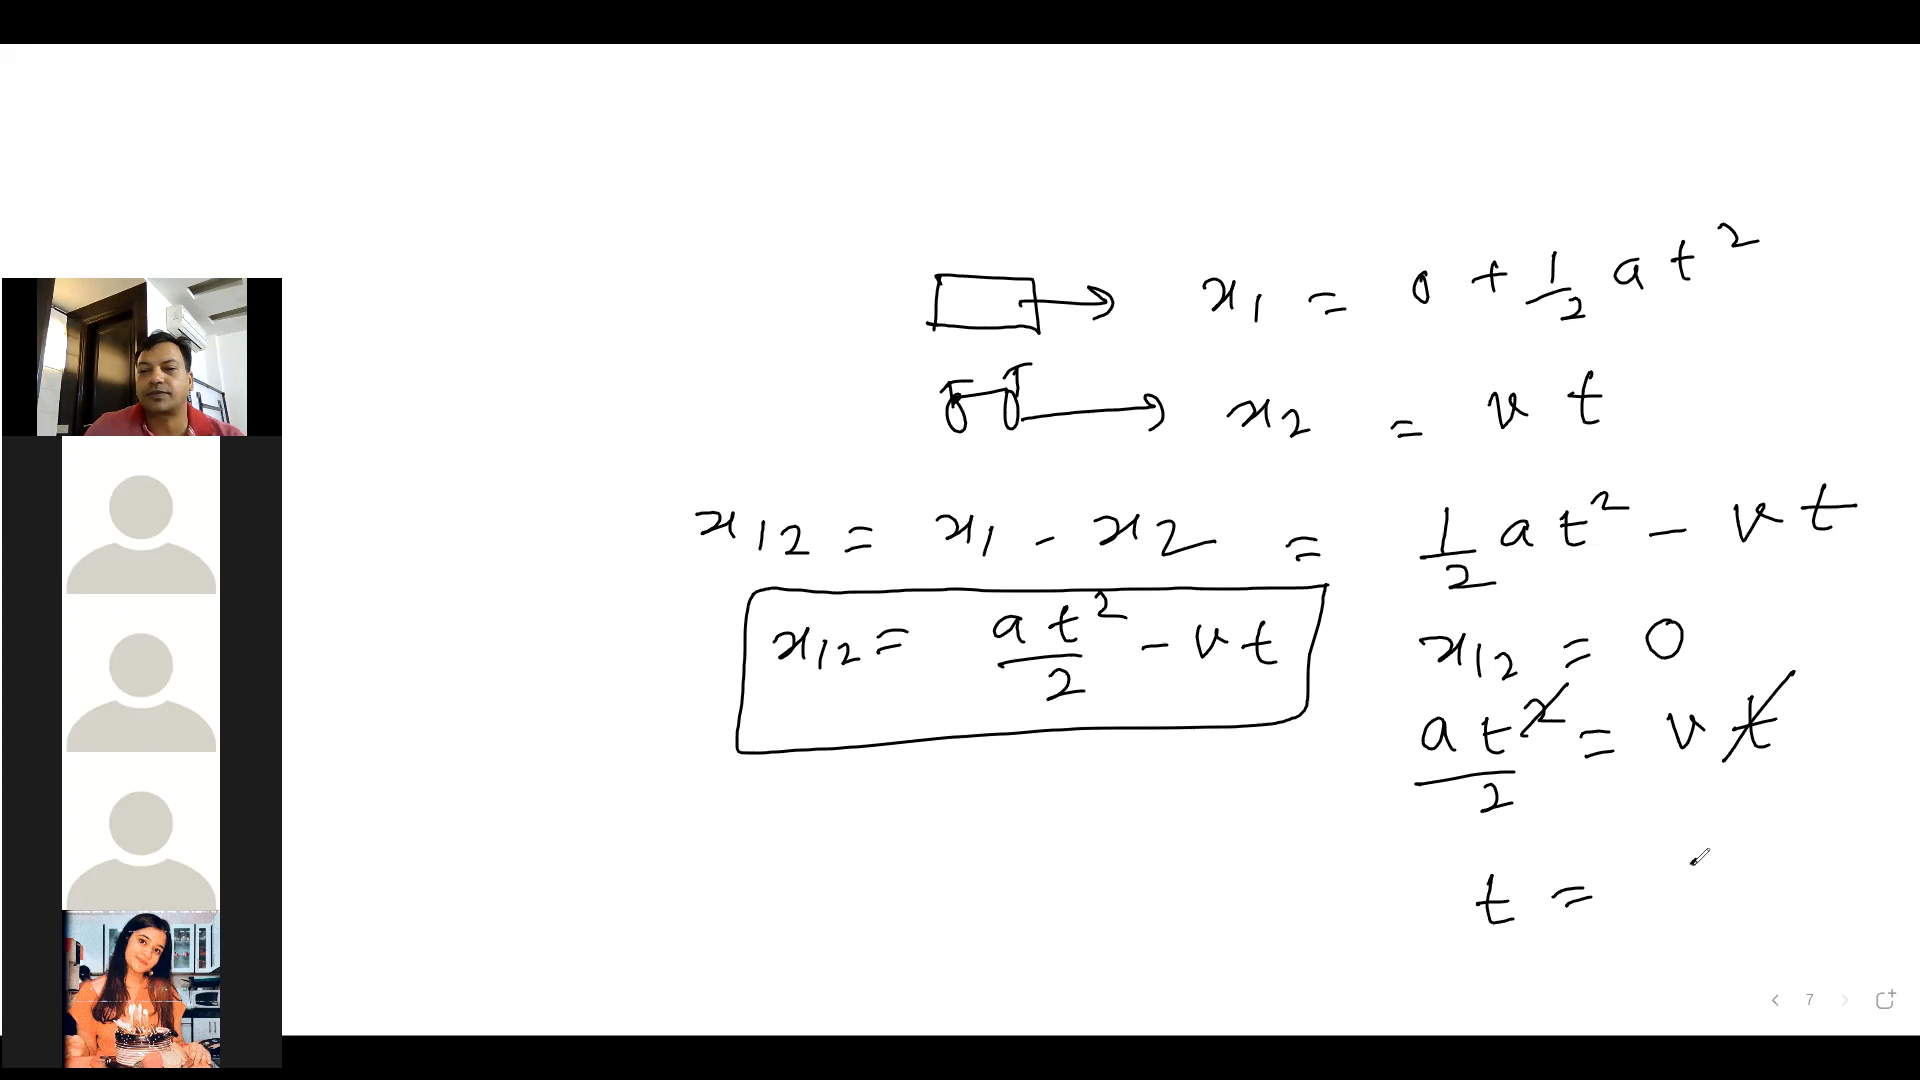 x₁ = 0 + 1/2 a t²
x₂ = v t
x₁₂ = x₁ - x₂ = 1/2 a t² - v t
x₁₂ = a t²/2 - v t
x₁₂ = 0
a t²/2 = v t
t =
7